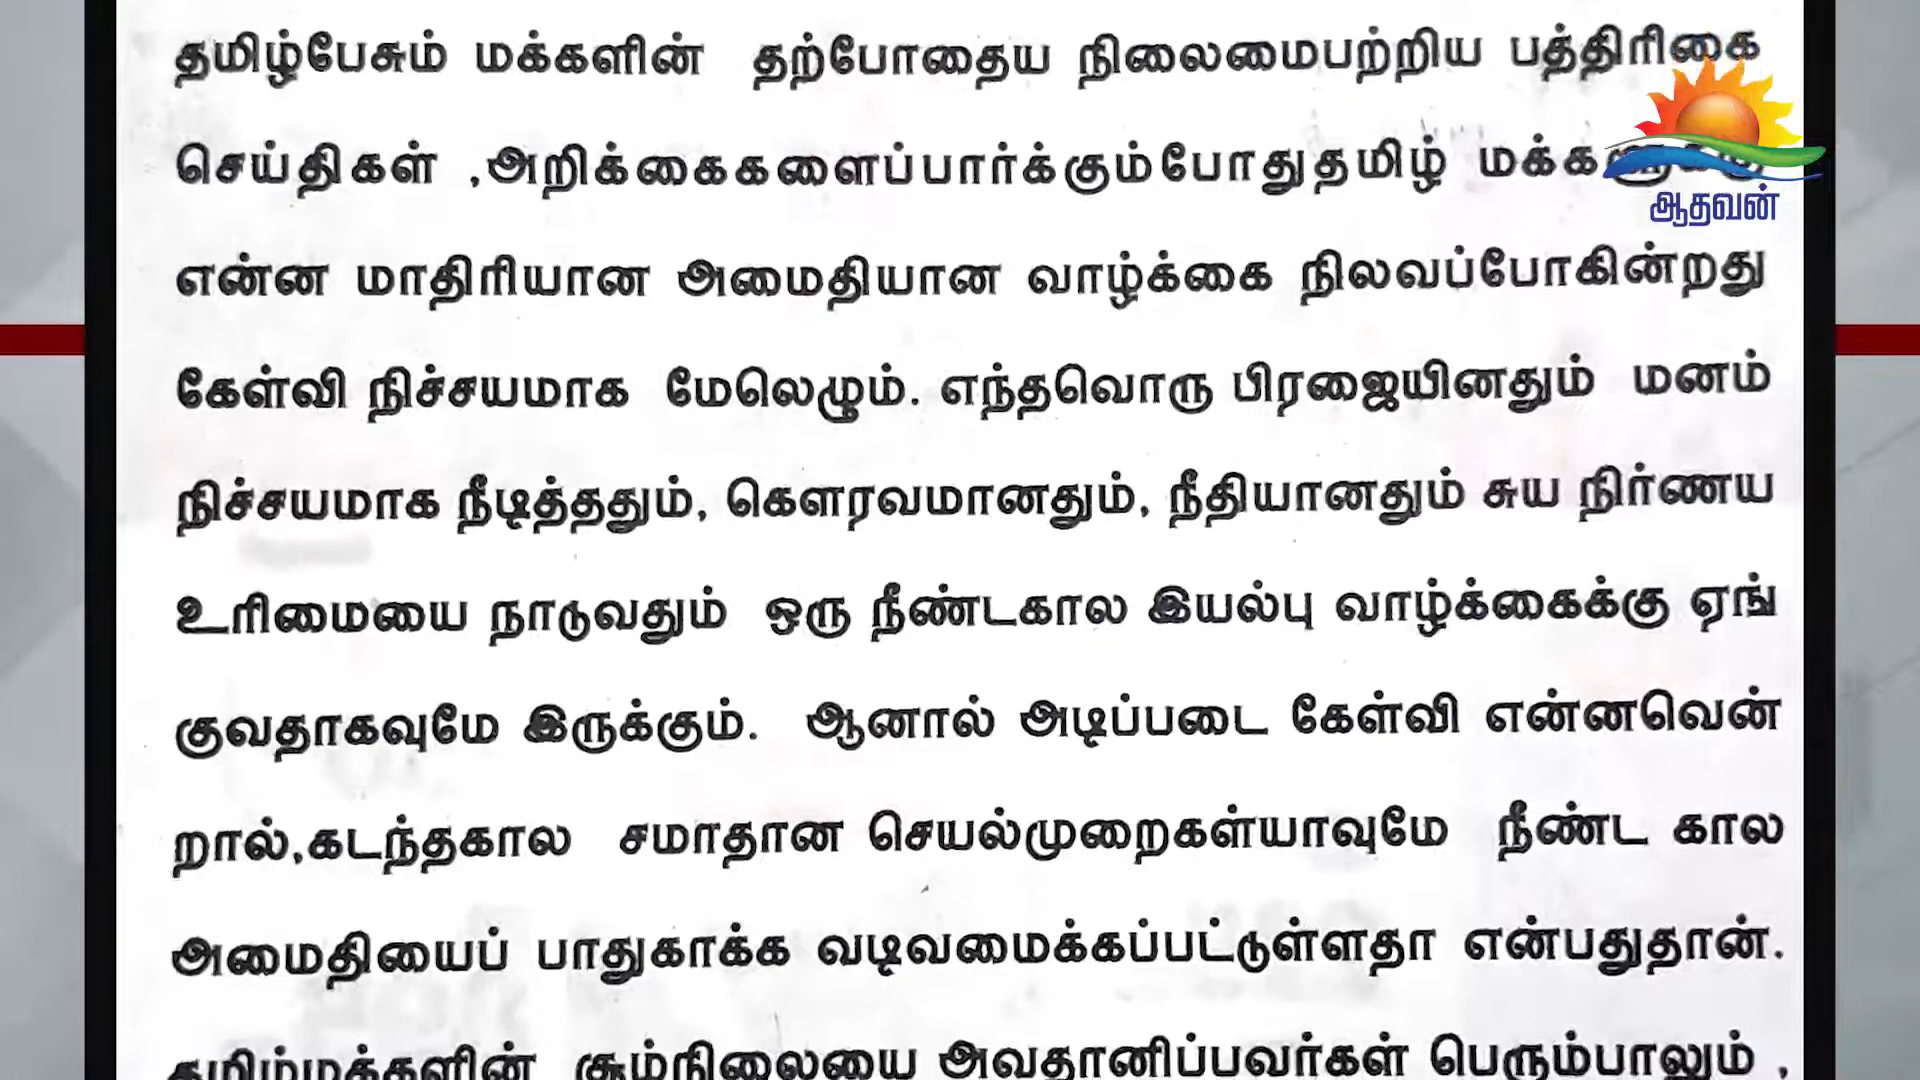 தமிழ்பேசும் மக்களின் தற்போதைய நிலைமைபற்றிய பத்திரிகை
செய்திகள் ,அறிக்கைகளைப்பார்க்கும்போதுதமிழ்
ஆதவன்
என்ன மாதிரியான அமைதியான வாழ்க்கை நிலவப்போகின்றது
கேள்வி நிச்சயமாக மேலெழும். எந்தவொரு பிரஜையினதும் மனம்
நிச்சயமாக நீடித்ததும், கௌரவமானதும், நீதியானதும் சுய நிர்ணய
உரிமையை நாடுவதும் ஒரு நீண்டகால இயல்பு வாழ்க்கைக்கு ஏங்
குவதாகவுமே இருக்கும். ஆனால் அடிப்படை கேள்வி என்னவென்
றால்,கடந்தகால சமாதான செயல்முறைகள்யாவுமே நீண்ட கால
அமைதியைப் பாதுகாக்க வடிவமைக்கப்பட்டுள்ளதா என்பதுதான்.
தமிழ்மக்களின் சூழ்நிலையை அவதானிப்பவர்கள் பெரும்பாலும் ,